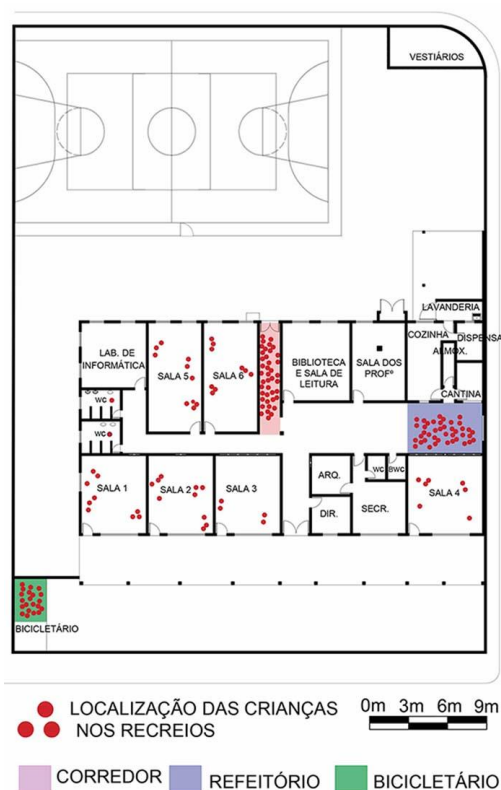 VESTIÁRIOS
LAVANDERIA
COZINHA
DISPENSA
ALMOX.
LAB. DE
INFORMÁTICA
SALA 5
SALA 6
BIBLIOTECA
E SALA DE
LEITURA
SALA DOS
PROFº
CANTINA
WC
WC
SALA 1
SALA 2
SALA 3
ARQ.
WC
BWC
SALA 4
DIR.
SECR.
BICICLETÁRIO
LOCALIZAÇÃO DAS CRIANÇAS
NOS RECREIOS
0m 3m 6m 9m
CORREDOR
REFEITÓRIO
BICICLETÁRIO